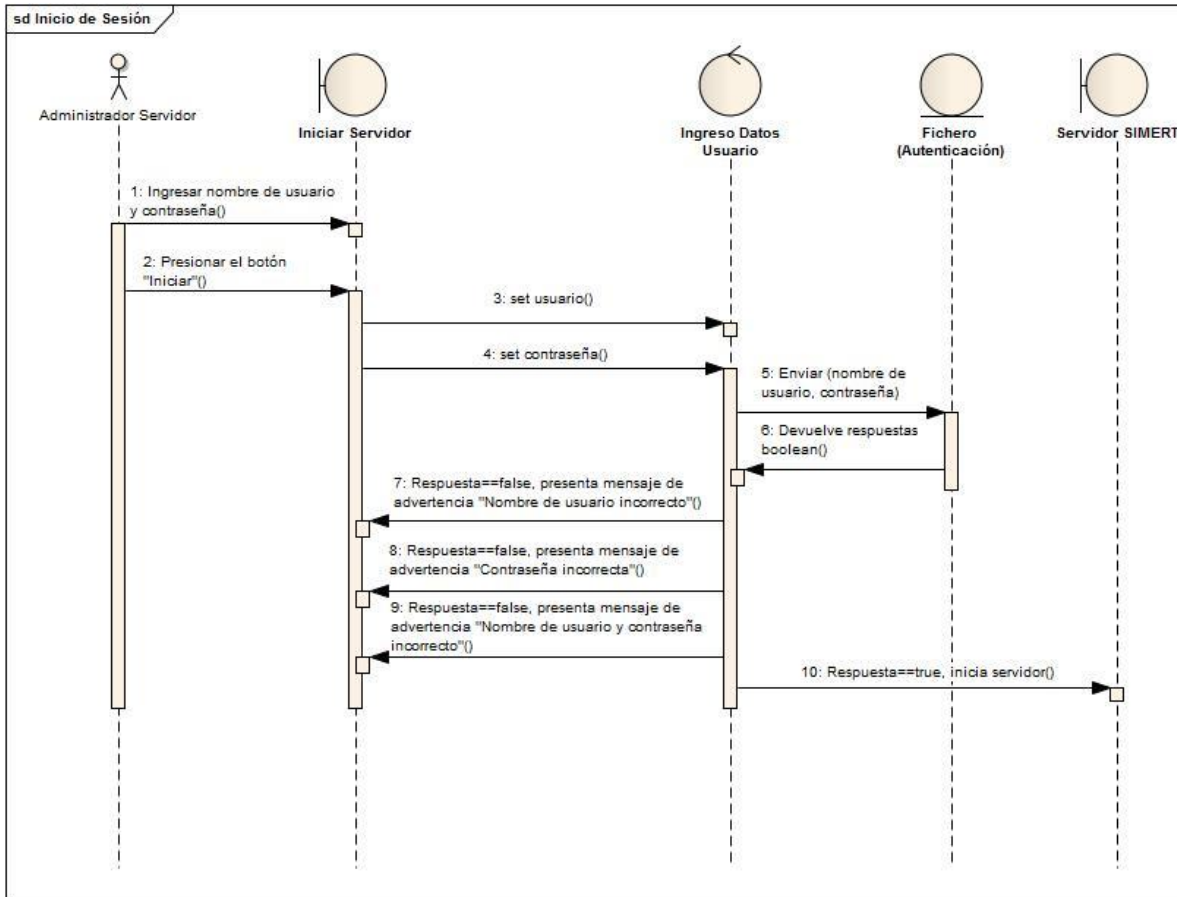 sd Inicio de Sesión
Administrador Servidor
Iniciar Servidor
Ingreso Datos
Usuario
Fichero
(Autenticación)
Servidor SIMERT
1: Ingresar nombre de usuario
y contraseña()
2: Presionar el botón
"Iniciar"()
3: set usuario()
4: set contraseña()
5: Enviar (nombre de
usuario, contraseña)
6: Devuelve respuestas
boolean()
7: Respuesta==false, presenta mensaje de
advertencia "Nombre de usuario incorrecto"()
8: Respuesta==false, presenta mensaje de
advertencia "Contraseña incorrecta"()
9: Respuesta==false, presenta mensaje de
advertencia "Nombre de usuario y contraseña
incorrecto"()
10: Respuesta==true, inicia servidor()